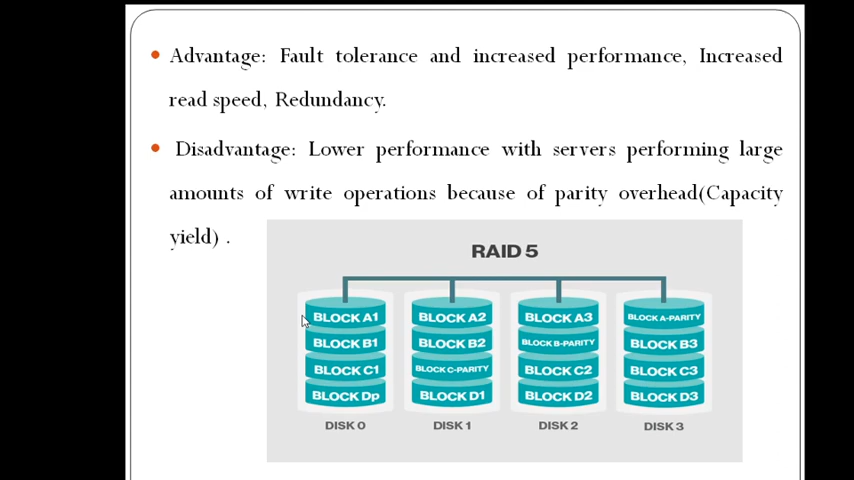 Advantage: Fault tolerance and increased performance, Increased
read speed, Redundancy.
Disadvantage: Lower performance with servers performing large
amounts of write operations because of parity overhead(Capacity
yield) .
RAID 5
BLOCK A1 BLOCK A2 BLOCK A3 BLOCK A-PARITY
BLOCK B1 BLOCK B2 BLOCK B-PARITY BLOCK B3
BLOCK C1 BLOCK C-PARITY BLOCK C2 BLOCK C3
BLOCK Dp BLOCK D1 BLOCK D2 BLOCK D3
DISK 0 DISK 1 DISK 2 DISK 3